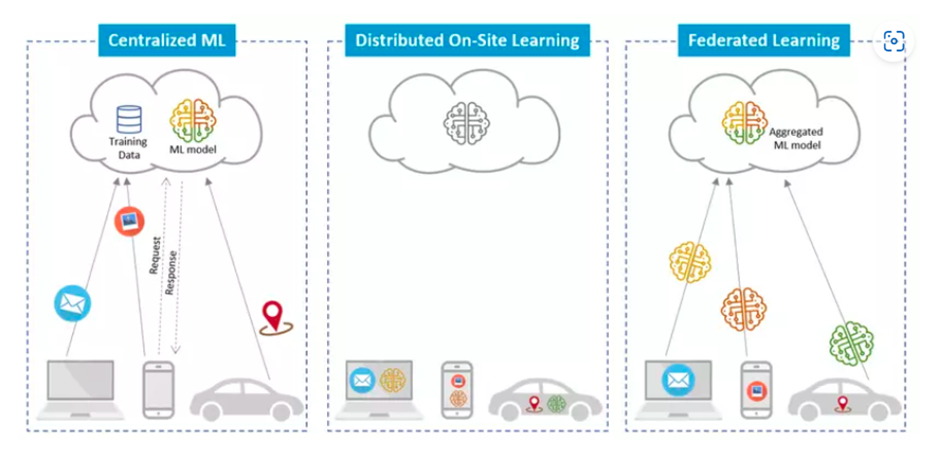 Centralized ML
Distributed On-Site Learning
Federated Learning
Training
Data
ML model
Request
Response
Aggregated
ML model